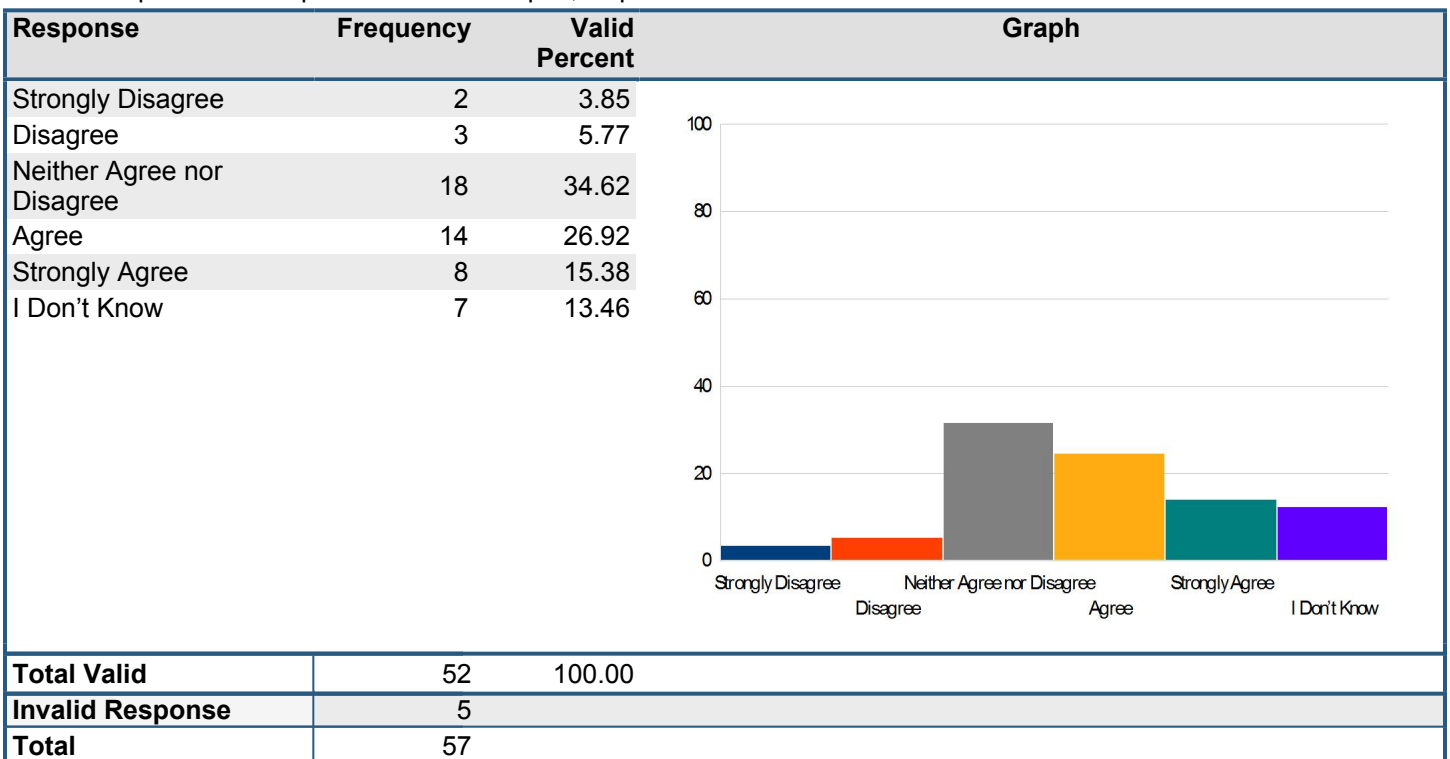 Response Frequency Valid Percent Graph
Strongly Disagree 2 3.85
Disagree 3 5.77
Neither Agree nor Disagree 18 34.62
Agree 14 26.92
Strongly Agree 8 15.38
I Don’t Know 7 13.46
100
80
60
40
20
0
Strongly Disagree Neither Agree nor Disagree Strongly Agree
Disagree Agree I Don't Know
Total Valid 52 100.00
Invalid Response 5
Total 57